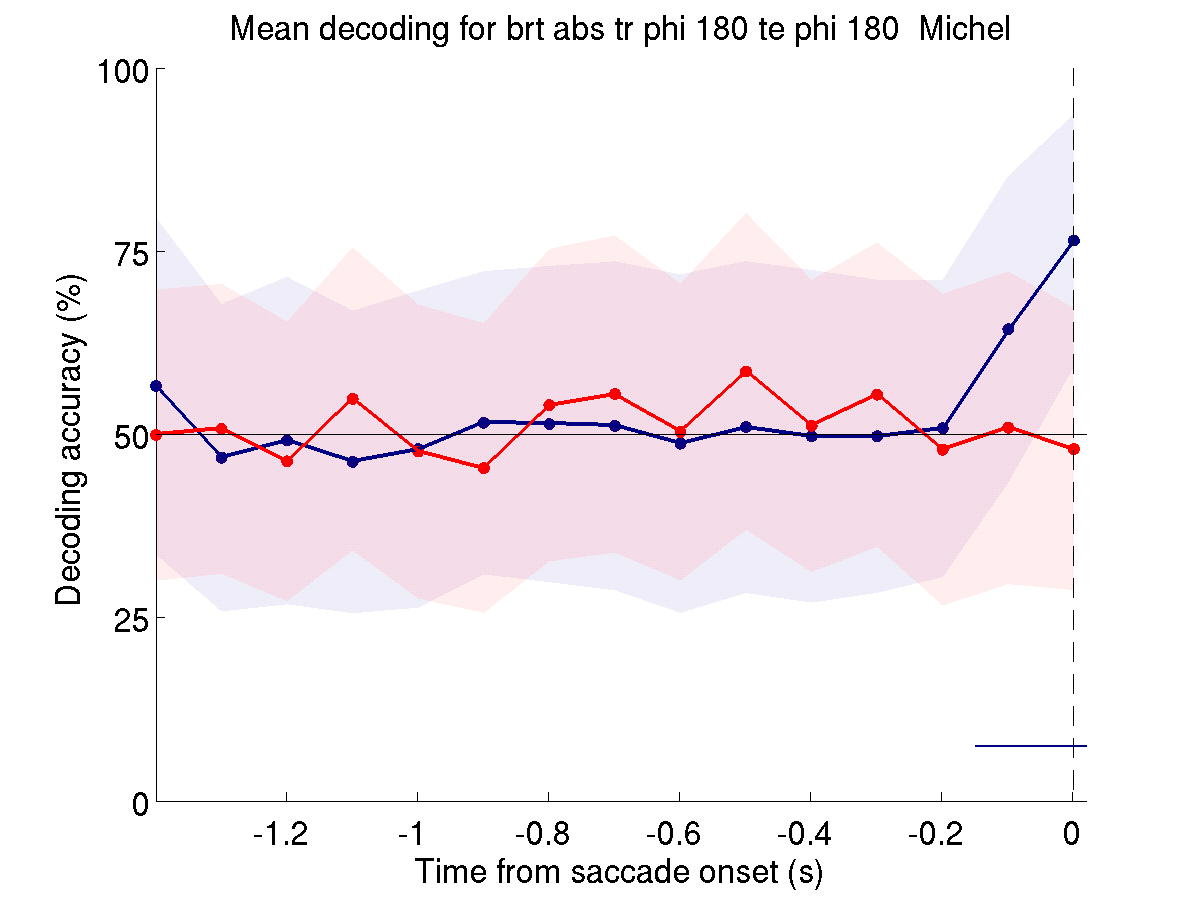 Mean decoding for brt abs tr phi 180 te phi 180  Michel
100
75
50
25
0
Decoding accuracy (%)
-1.2 -1 -0.8 -0.6 -0.4 -0.2 0
Time from saccade onset (s)